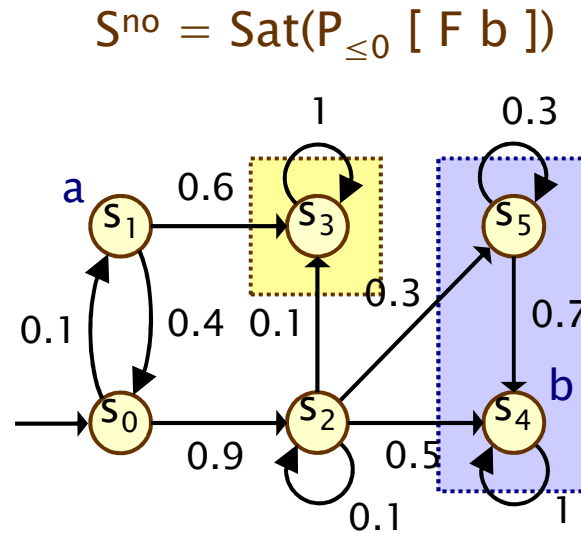 Sⁿᵒ = Sat(P≤0 [ F b ])
1
0.3
a
0.6
s₁
s₃
s₅
0.3
0.1
0.4
0.1
0.7
b
s₀
s₂
s₄
0.9
0.5
0.1
1